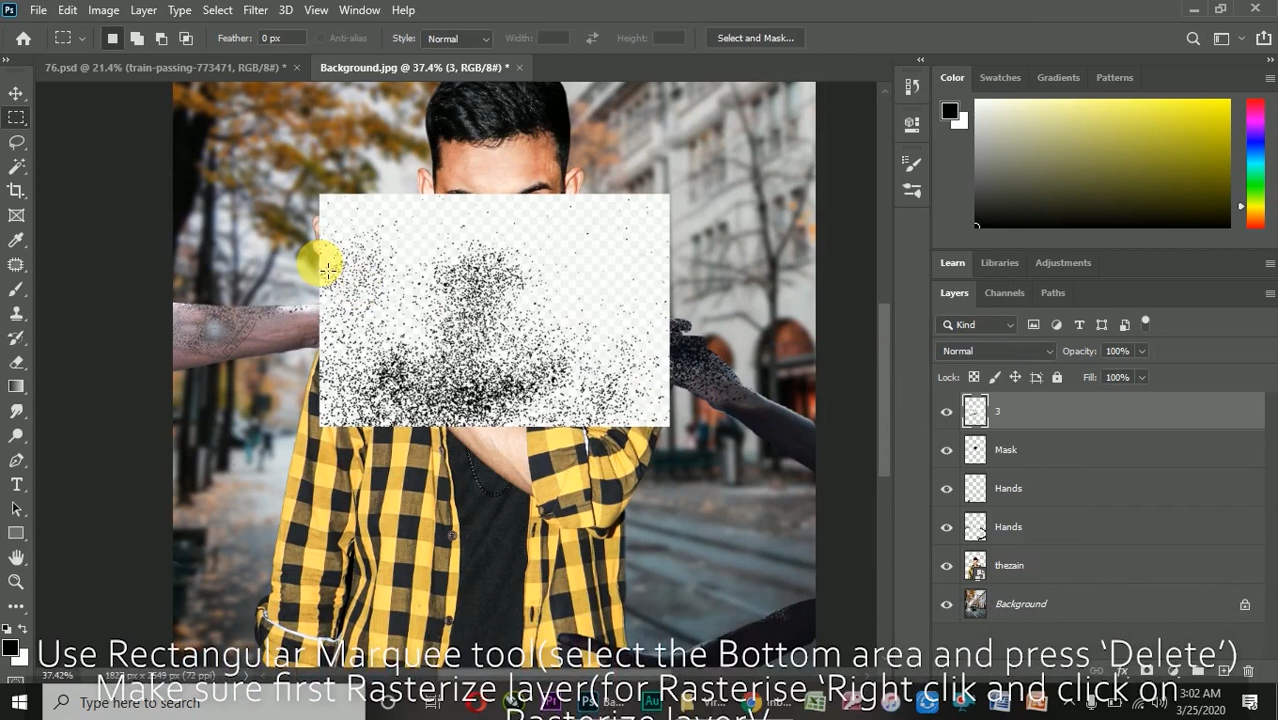 Ps File Edit Image Layer Type Select Filter 3D View Window Help
Feather: 0 px Anti-alias Style: Normal Width: Height: Select and Mask...
76.psd @ 21.4% (train-passing-773471, RGB/8#) * × Background.jpg @ 37.4% (3, RGB/8#) * ×
Color Swatches Gradients Patterns
Learn Libraries Adjustments
Layers Channels Paths
Kind
Normal Opacity: 100%
Lock: Fill: 100%
3
Mask
Hands
Hands
thezain
Background
Use Rectangular Marquee tool(select the Bottom area and press ‘Delete’)
37.42%
Make sure first Rasterize layer(for Rasterise ‘Right clik and click on
Type here to search
3:02 AM
3/25/2020